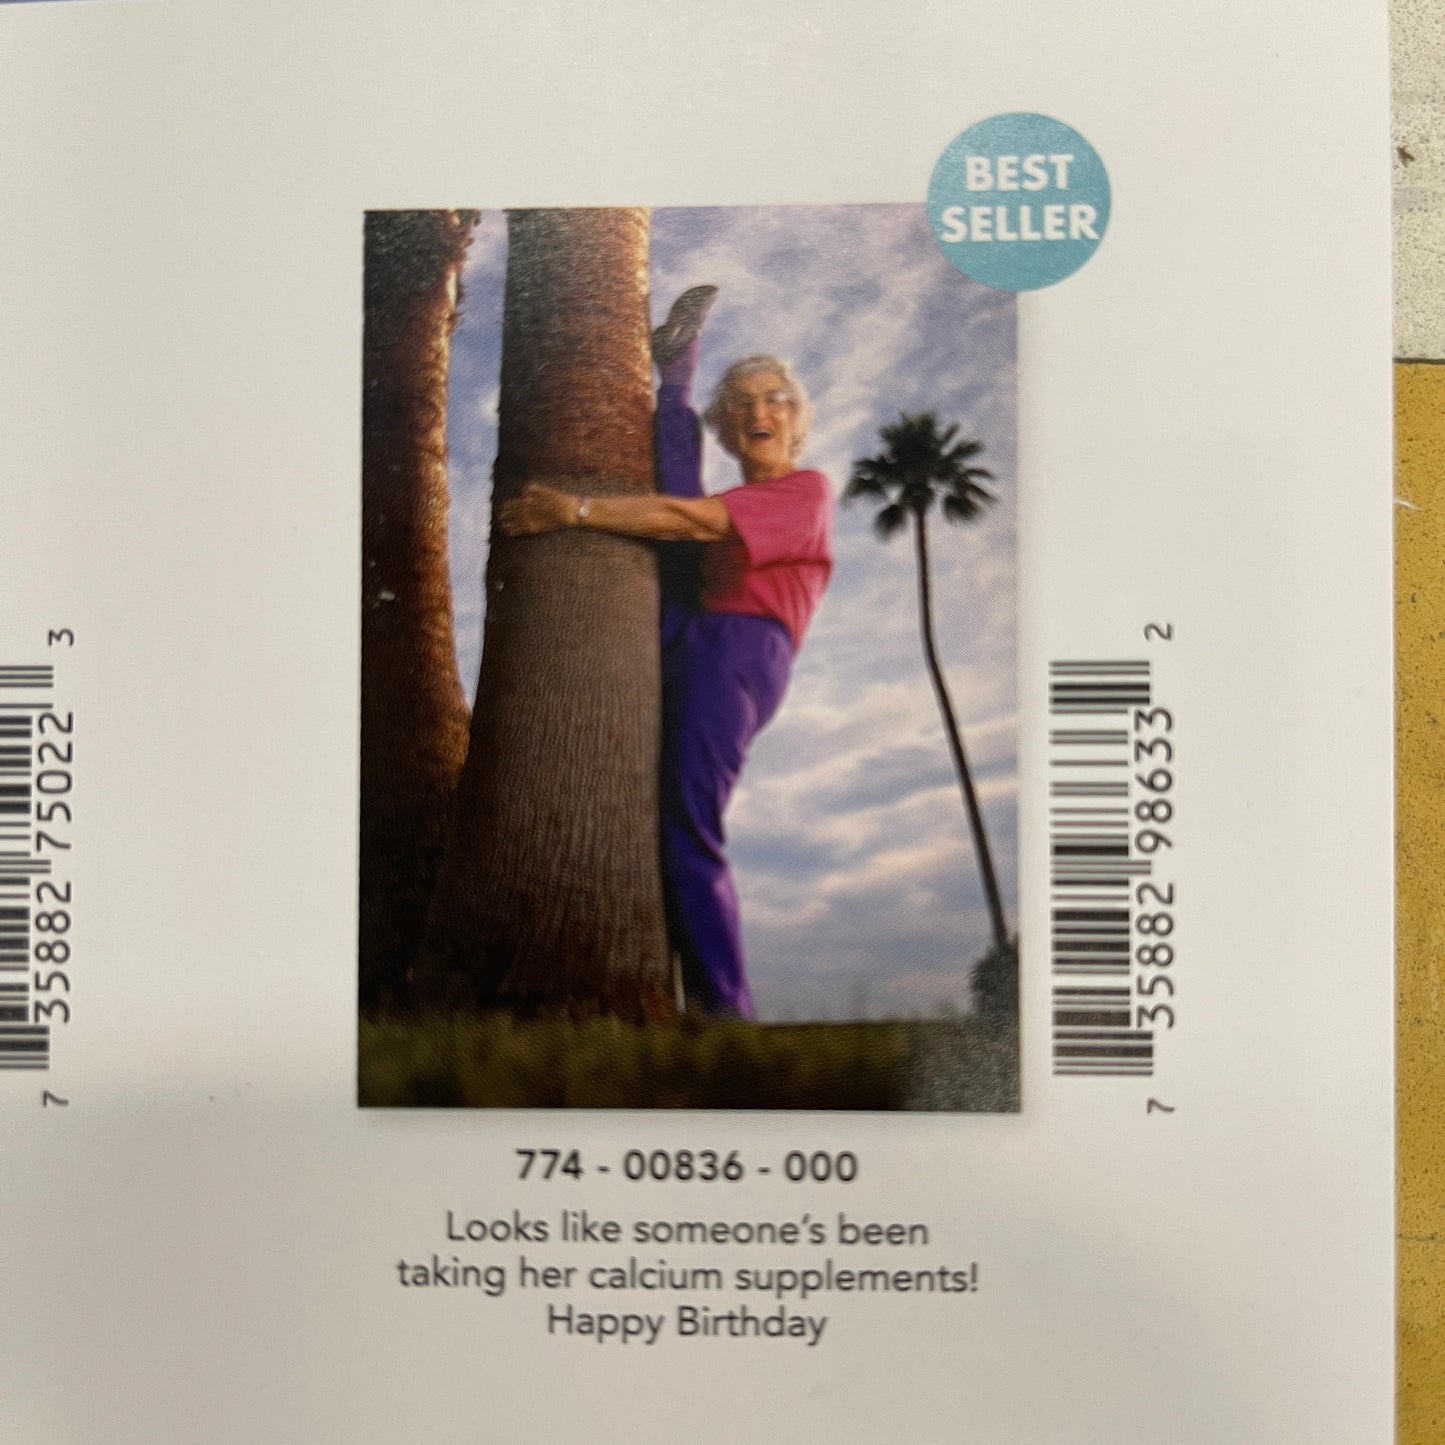 BEST
SELLER
7 35882 75022 3
7 35882 98633 2
774 - 00836 - 000
Looks like someone's been
taking her calcium supplements!
Happy Birthday